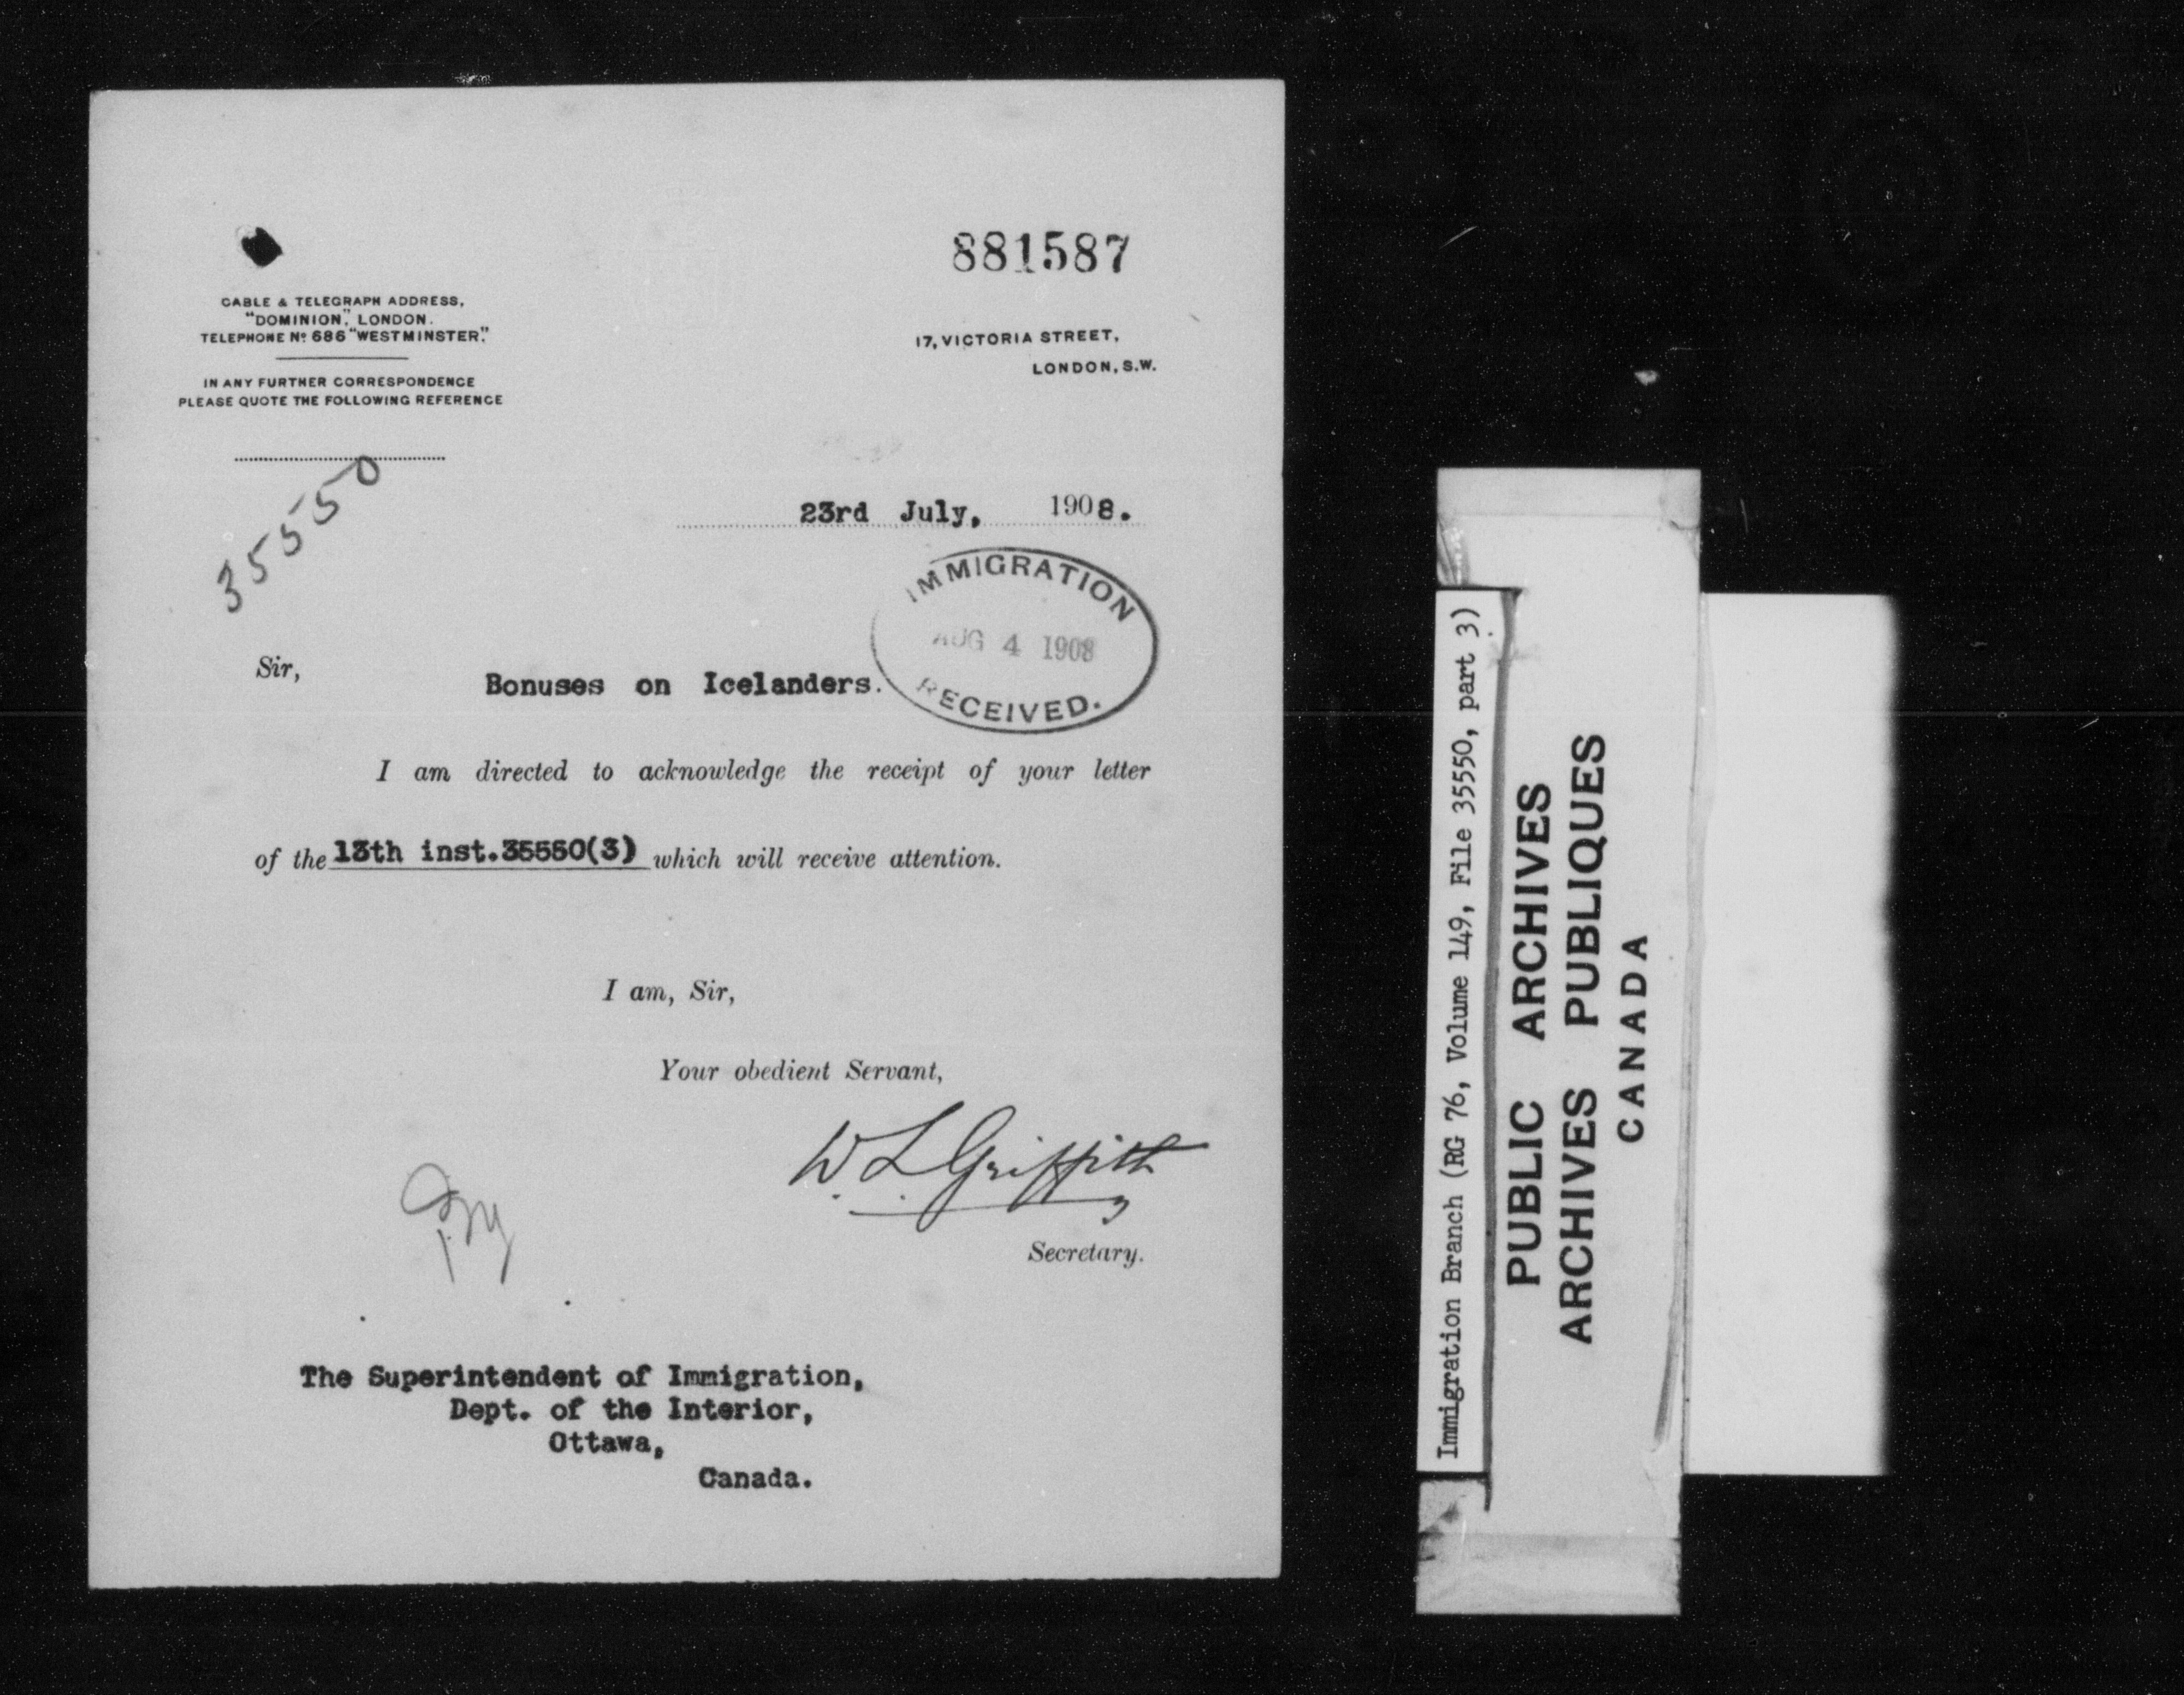 881587
CABLE & TELEGRAPH ADDRESS,
"DOMINION", LONDON.
TELEPHONE Nº 686 "WESTMINSTER".
IN ANY FURTHER CORRESPONDENCE
PLEASE QUOTE THE FOLLOWING REFERENCE
17, VICTORIA STREET,
LONDON, S.W.
35550
23rd July, 1908.
IMMIGRATION
AUG 4 1908
RECEIVED.
Sir,
Bonuses on Icelanders.
I am directed to acknowledge the receipt of your letter
of the 13th inst.35550(3) which will receive attention.
I am, Sir,
Your obedient Servant,
W. L. Griffith
Secretary.
The Superintendent of Immigration,
Dept. of the Interior,
Ottawa,
Canada.
Immigration Branch (RG 76, Volume 149, File 35550, part 3)
PUBLIC ARCHIVES
ARCHIVES PUBLIQUES
CANADA